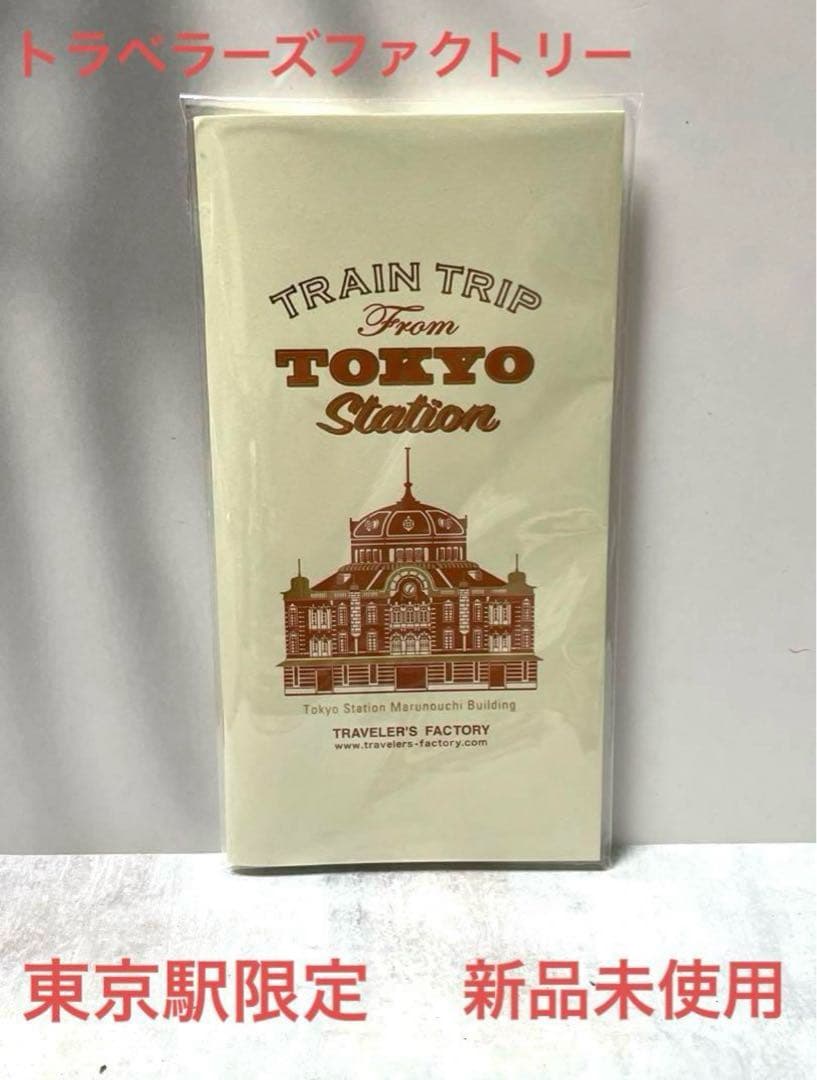 トラベラーズファクトリー
TRAIN TRIP
From
TOKYO
Station
Tokyo Station Marunouchi Building
TRAVELER'S FACTORY
www.travelers-factory.com
東京駅限定 新品未使用